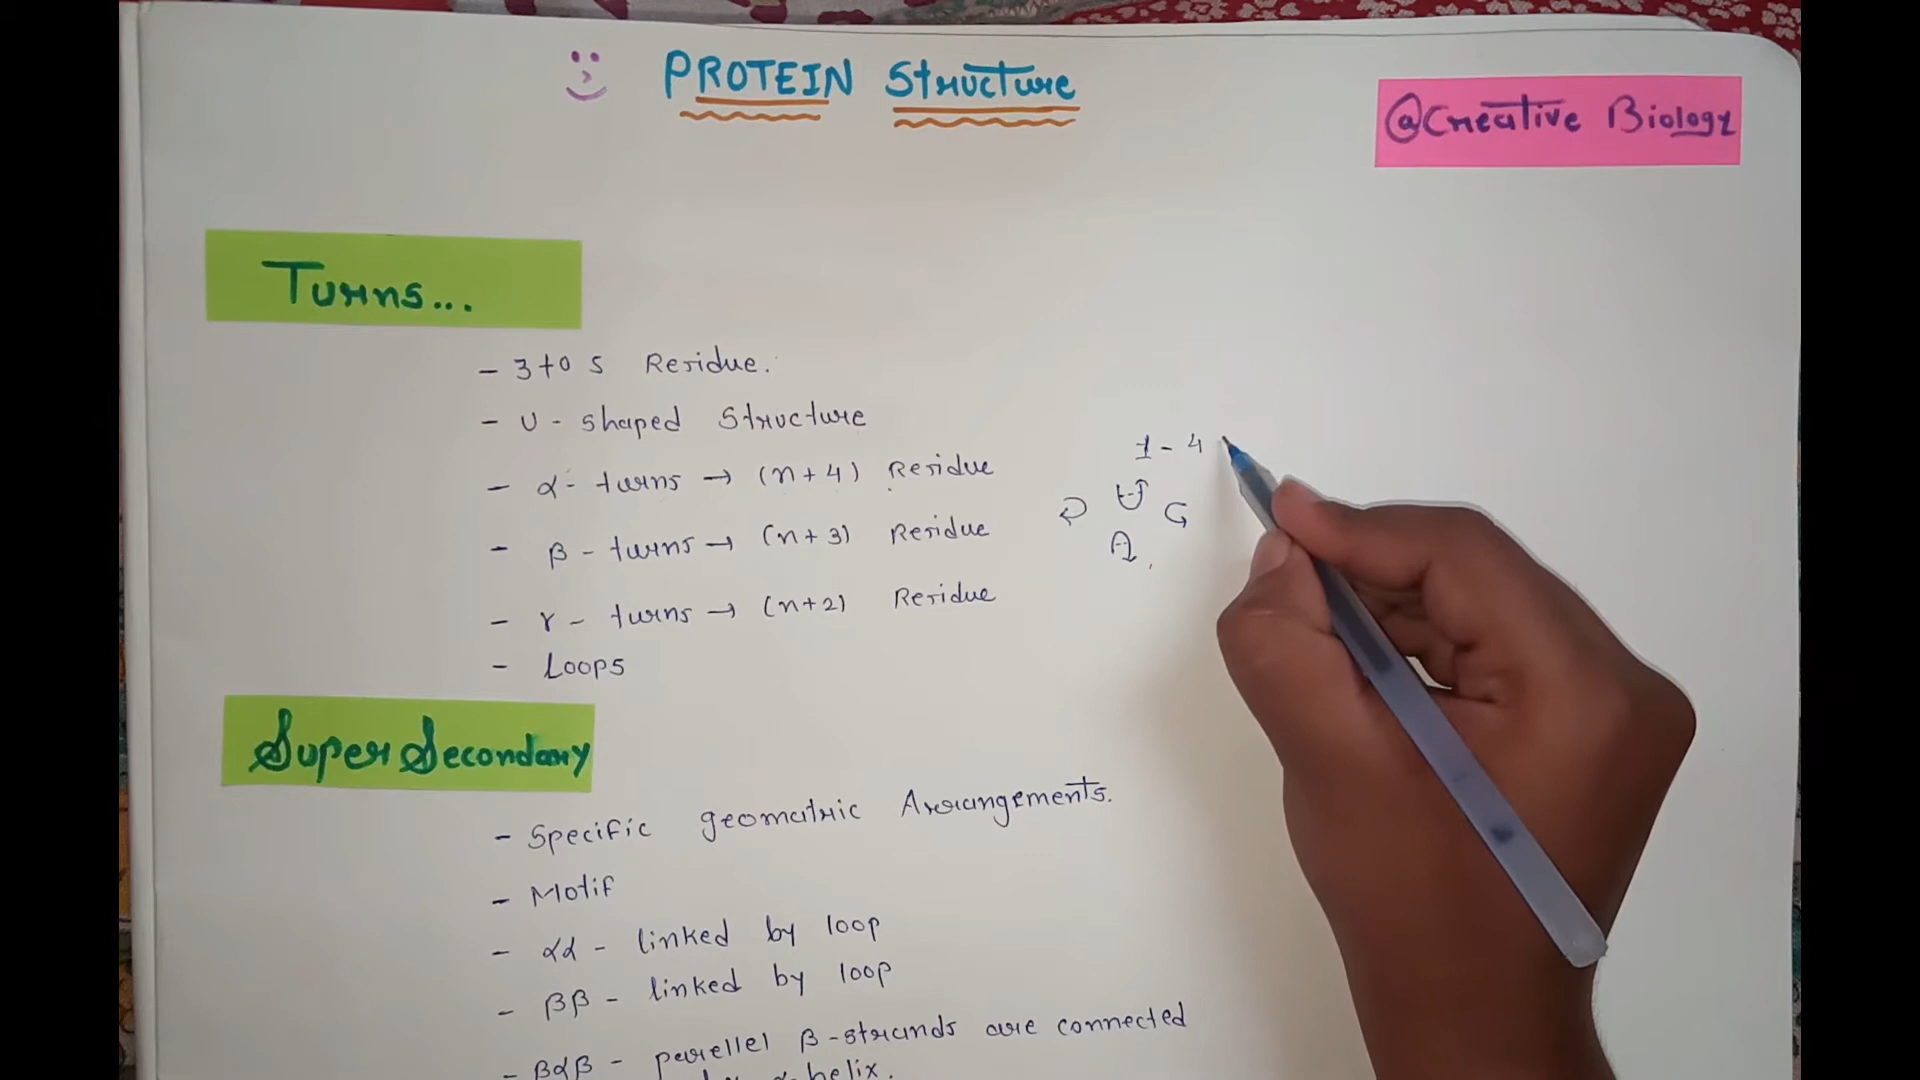 PROTEIN Structure
@Creative Biology
Turns...
- 3 to 5 Residue.
- U - shaped Structure
- α - turns → (n+4) Residue
1 - 4
- β - turns → (n+3) Residue
- γ - turns → (n+2) Residue
- Loops
Super Secondary
- Specific geomatric Arrangements.
- Motif
- αα - linked by loop
- ββ - linked by loop
- βαβ - parellel β-strands are connected
α-helix.